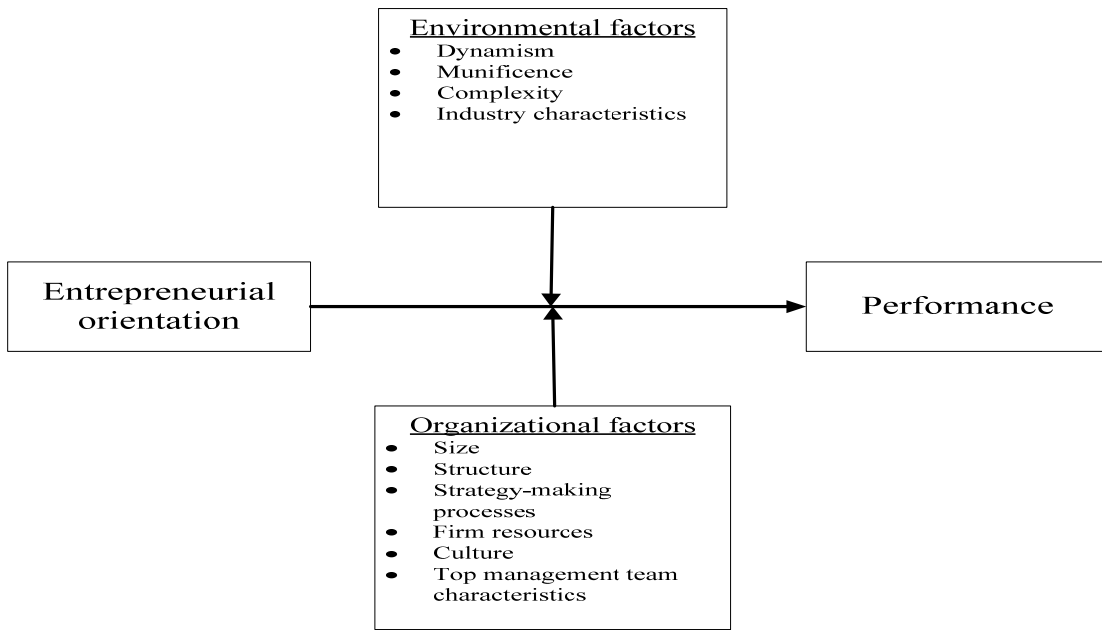 Environmental factors
• Dynamism
• Munificence
• Complexity
• Industry characteristics
Entrepreneurial
orientation
Performance
Organizational factors
• Size
• Structure
• Strategy-making
processes
• Firm resources
• Culture
• Top management team
characteristics